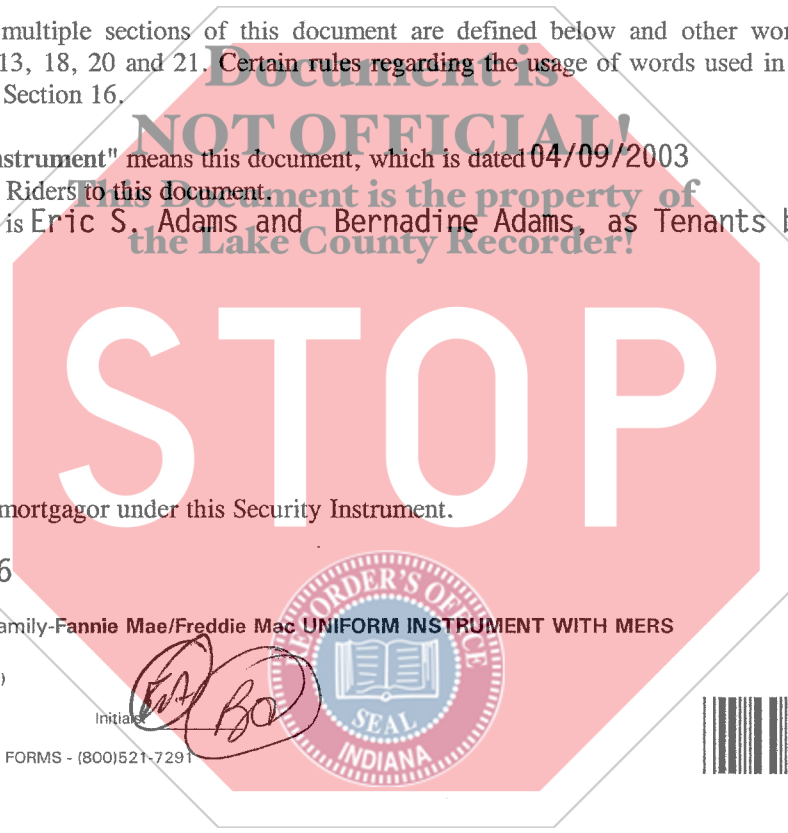 multiple sections of this document are defined below and other wor
13, 18, 20 and 21. Certain rules regarding the usage of words used in
Section 16.
Document is
NOT OFFICIAL!
This Document is the property of
the Lake County Recorder!
nstrument" means this document, which is dated 04/09/2003
Riders to this document.
is Eric S. Adams and Bernadine Adams, as Tenants b
STOP
mortgagor under this Security Instrument.
6
amily-Fannie Mae/Freddie Mac UNIFORM INSTRUMENT WITH MERS
)
Initials
FORMS - (800)521-7291
RECORDER'S OFFICE
SEAL
INDIANA